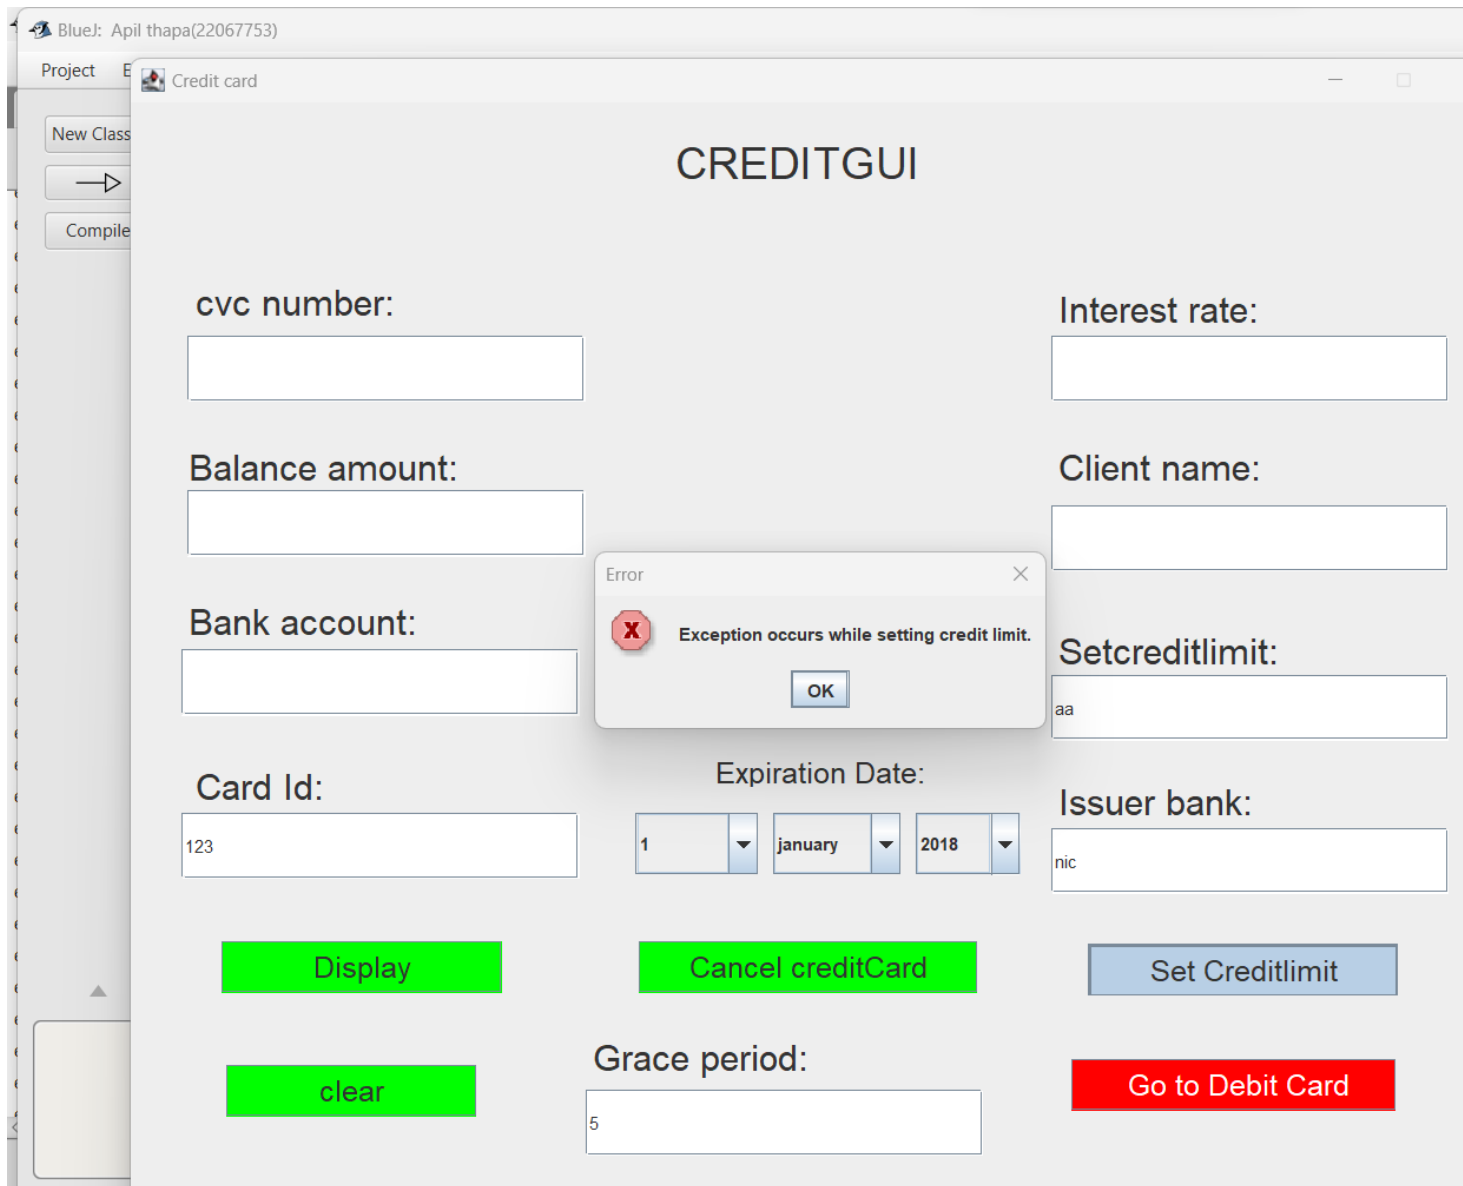 BlueJ: Apil thapa(22067753)
Project
Credit card
New Class
Compile
CREDITGUI
cvc number:
Interest rate:
Balance amount:
Client name:
Error
Exception occurs while setting credit limit.
OK
Bank account:
Setcreditlimit:
aa
Card Id:
123
Expiration Date:
1 january 2018
Issuer bank:
nic
Display
Cancel creditCard
Set Creditlimit
clear
Grace period:
5
Go to Debit Card